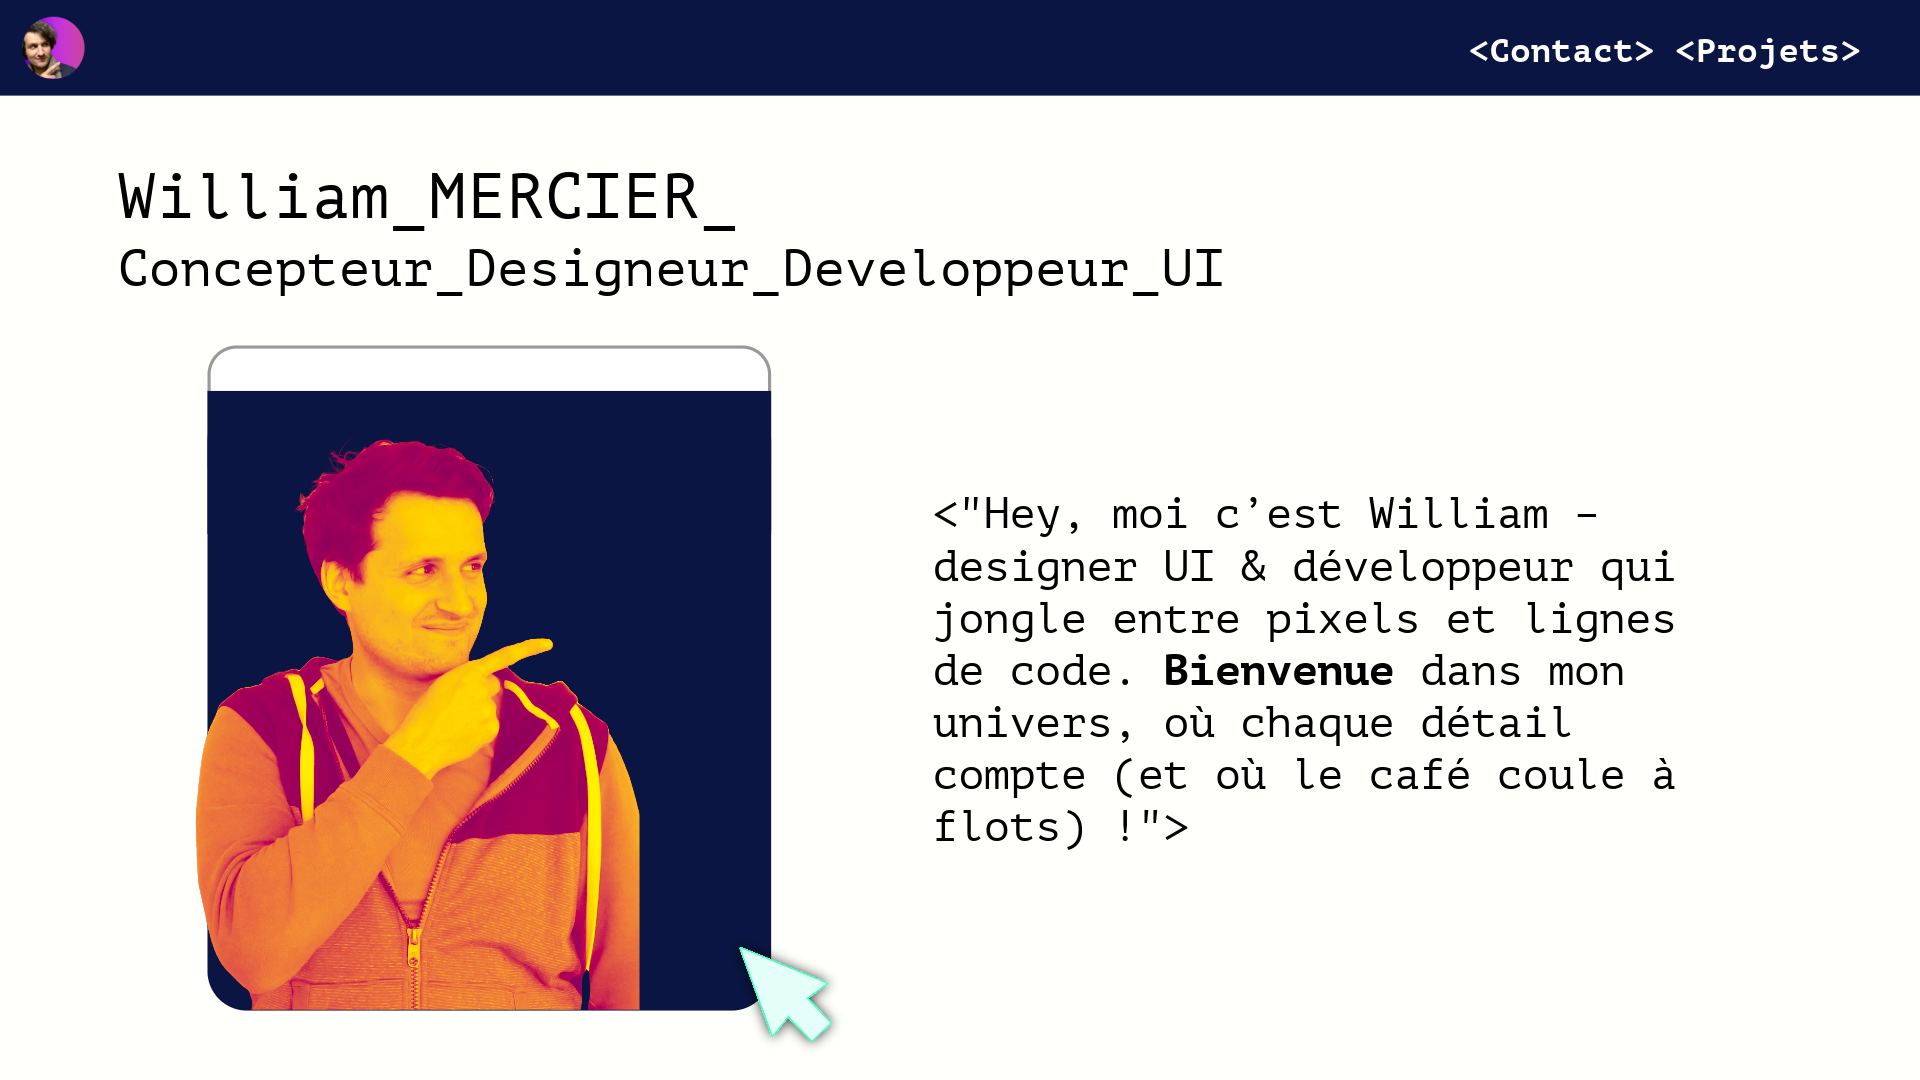 <Contact> <Projets>
William_MERCIER_
Concepteur_Designeur_Developpeur_UI
<"Hey, moi c’est William –
designer UI & développeur qui
jongle entre pixels et lignes
de code. Bienvenue dans mon
univers, où chaque détail
compte (et où le café coule à
flots) !">